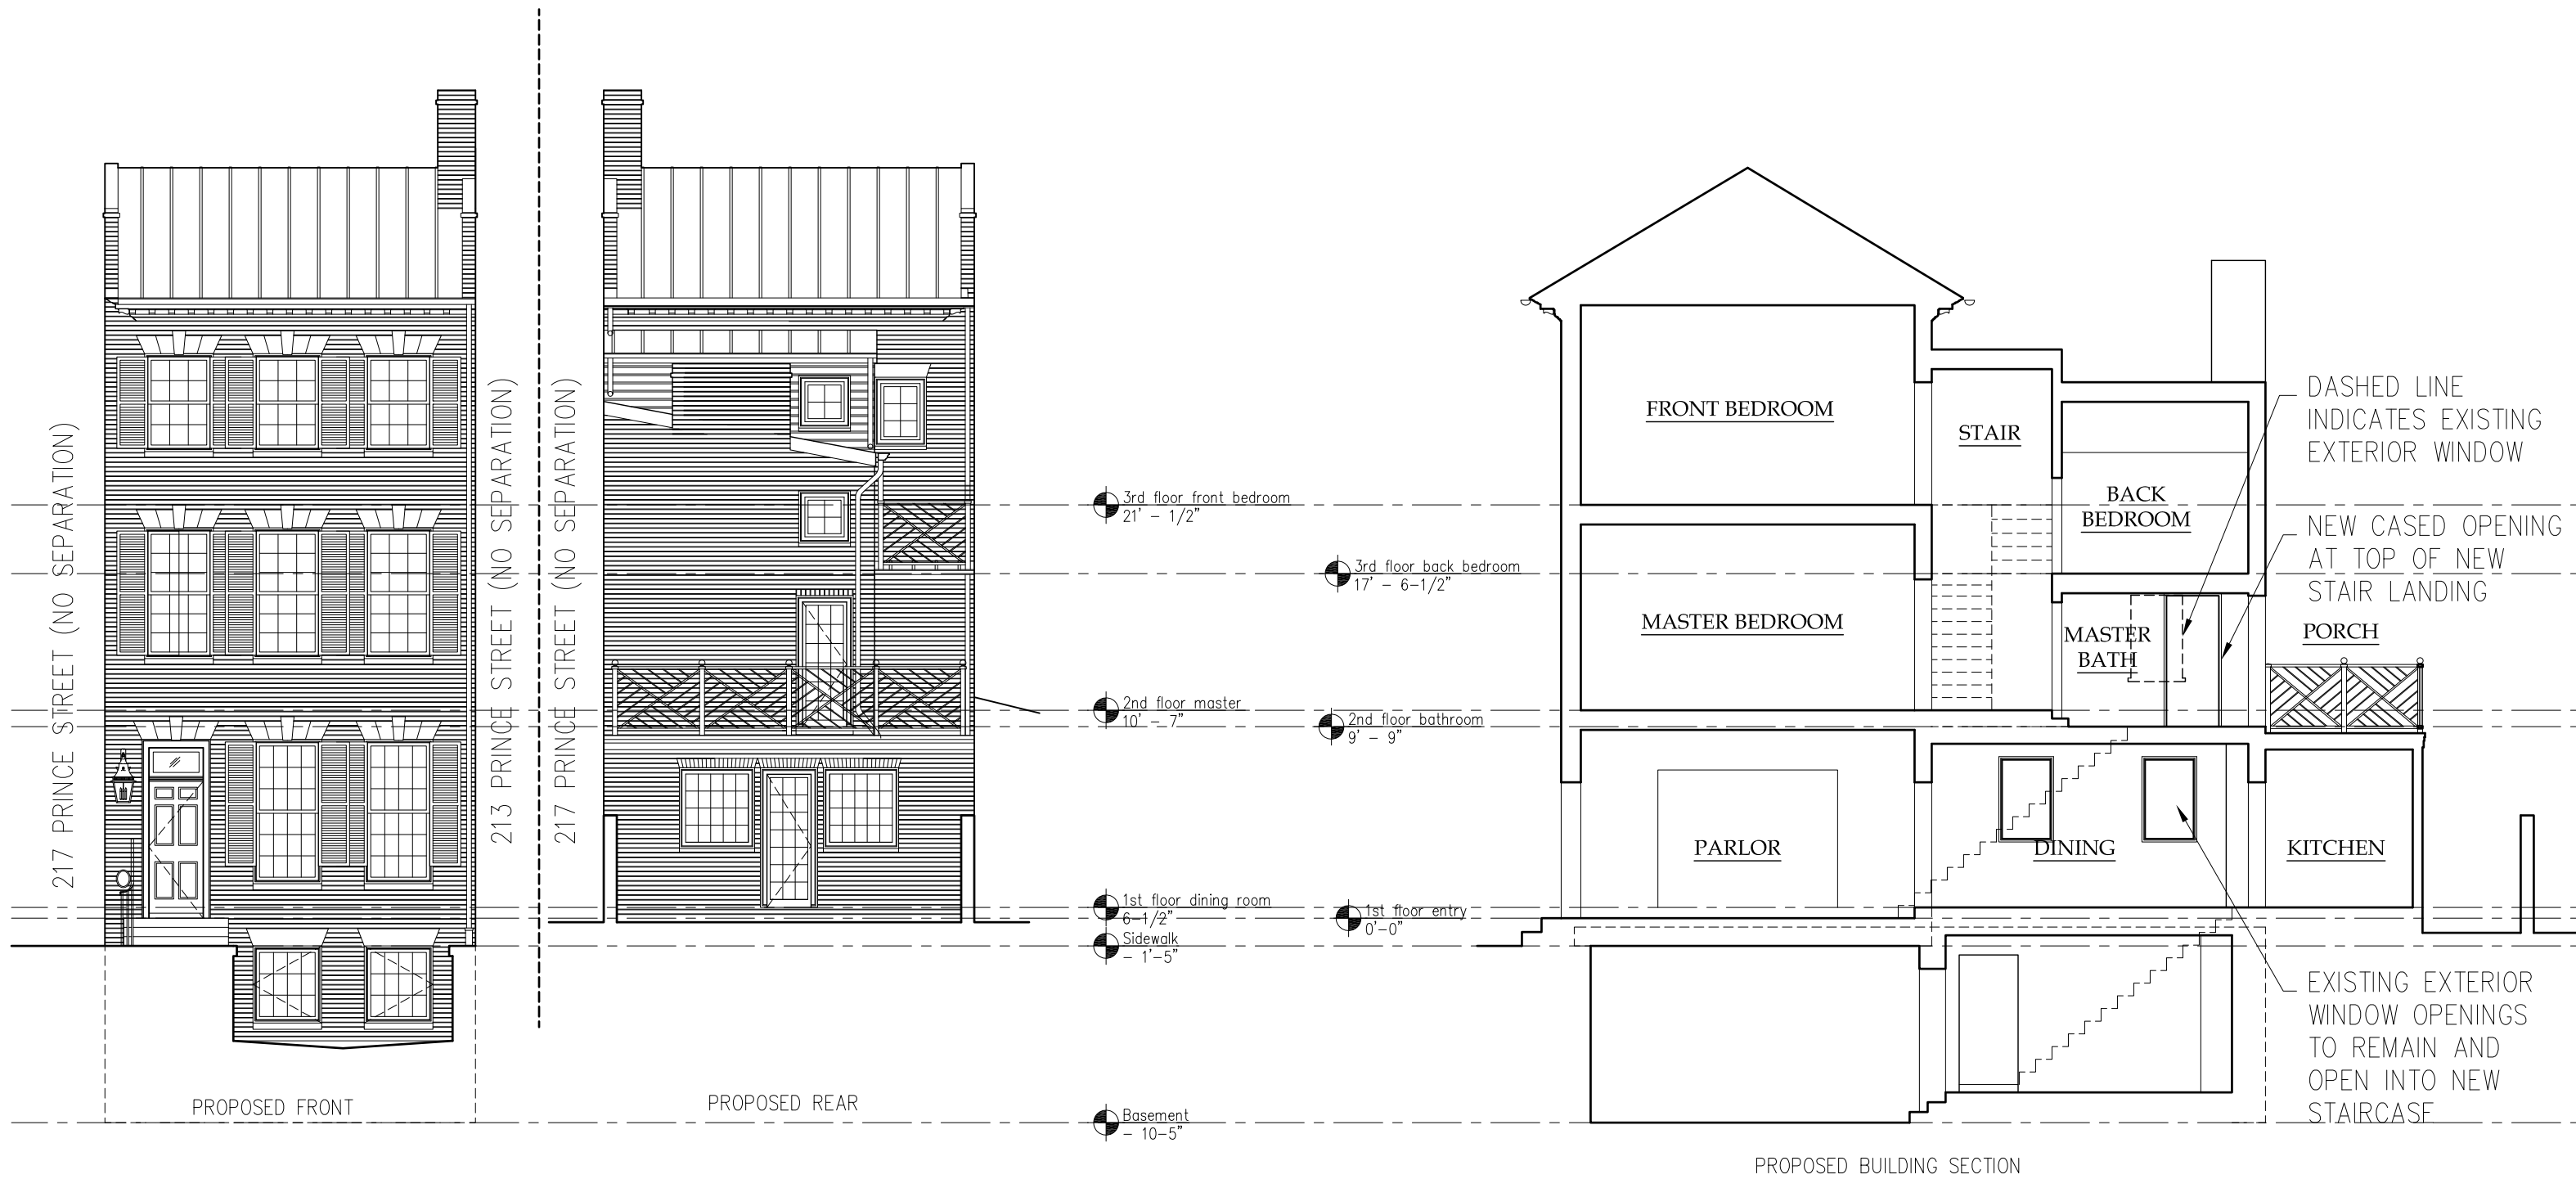 217 PRINCE STREET (NO SEPARATION)
213 PRINCE STREET (NO SEPARATION)
217 PRINCE STREET (NO SEPARATION)
PROPOSED FRONT
PROPOSED REAR
3rd floor front bedroom
21' - 1/2"
3rd floor back bedroom
17' - 6-1/2"
2nd floor master
10' - 7"
2nd floor bathroom
9' - 9"
1st floor dining room
6-1/2"
1st floor entry
0'-0"
Sidewalk
- 1'-5"
Basement
- 10-5"
FRONT BEDROOM
STAIR
BACK
BEDROOM
MASTER BEDROOM
MASTER
BATH
PORCH
PARLOR
DINING
KITCHEN
DASHED LINE
INDICATES EXISTING
EXTERIOR WINDOW
NEW CASED OPENING
AT TOP OF NEW
STAIR LANDING
EXISTING EXTERIOR
WINDOW OPENINGS
TO REMAIN AND
OPEN INTO NEW
STAIRCASE
PROPOSED BUILDING SECTION